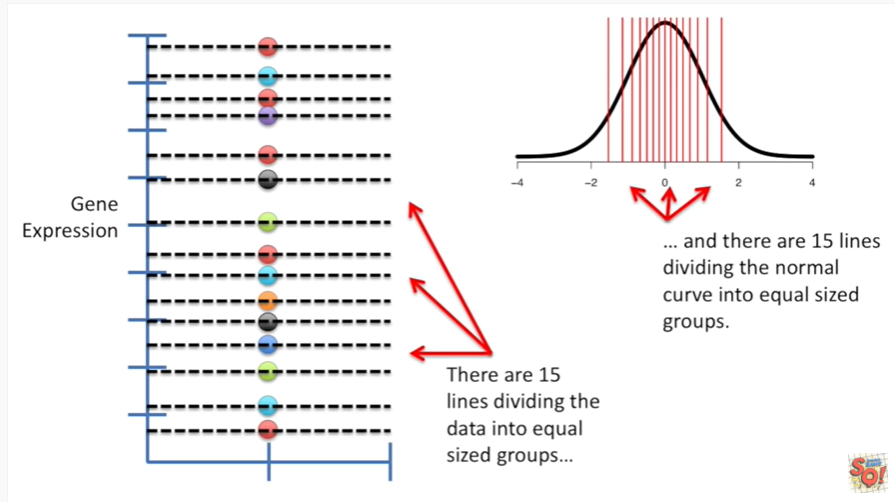 Gene
Expression
-4
-2
0
2
4
... and there are 15 lines
dividing the normal
curve into equal sized
groups.
There are 15
lines dividing the
data into equal
sized groups...
SQ!